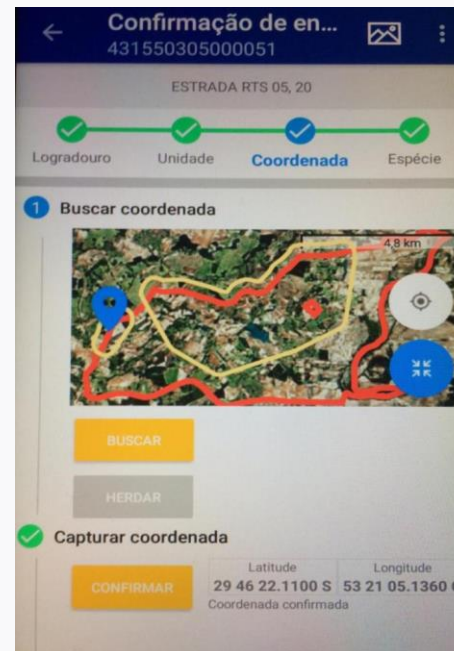 Confirmação de en...
431550305000051
ESTRADA RTS 05, 20
Logradouro Unidade Coordenada Espécie
1 Buscar coordenada
4,8 km
BUSCAR
HERDAR
Capturar coordenada
CONFIRMAR
Latitude Longitude
29 46 22.1100 S 53 21 05.1360
Coordenada confirmada